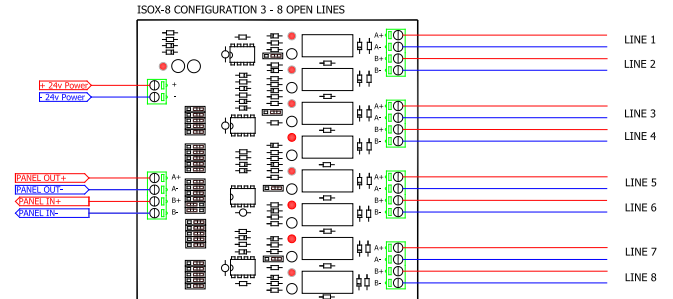 ISOX-8 CONFIGURATION 3 - 8 OPEN LINES
A+
A-
B+
B-
LINE 1
LINE 2
+ 24v Power
- 24v Power
+
-
A+
A-
B+
B-
LINE 3
LINE 4
PANEL OUT+
PANEL OUT-
PANEL IN+
PANEL IN-
A+
A-
B+
B-
A+
A-
B+
B-
LINE 5
LINE 6
A+
A-
B+
B-
LINE 7
LINE 8